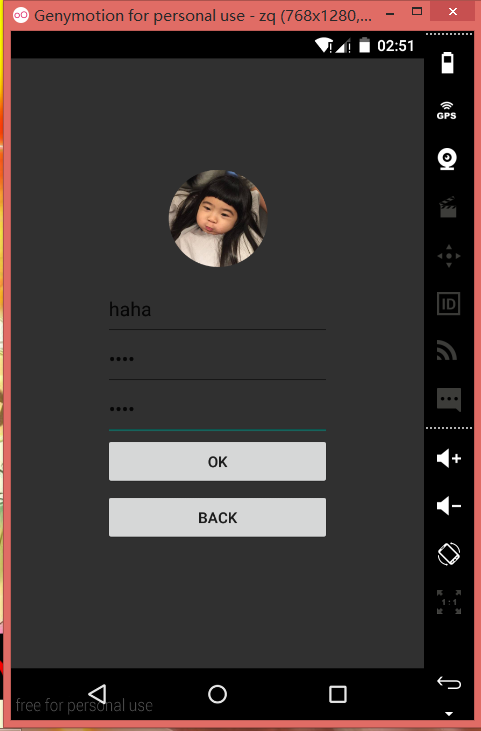 Genymotion for personal use - zq (768x1280,...
02:51
GPS
haha
••••
ID
••••
OK
BACK
1:1
free for personal use